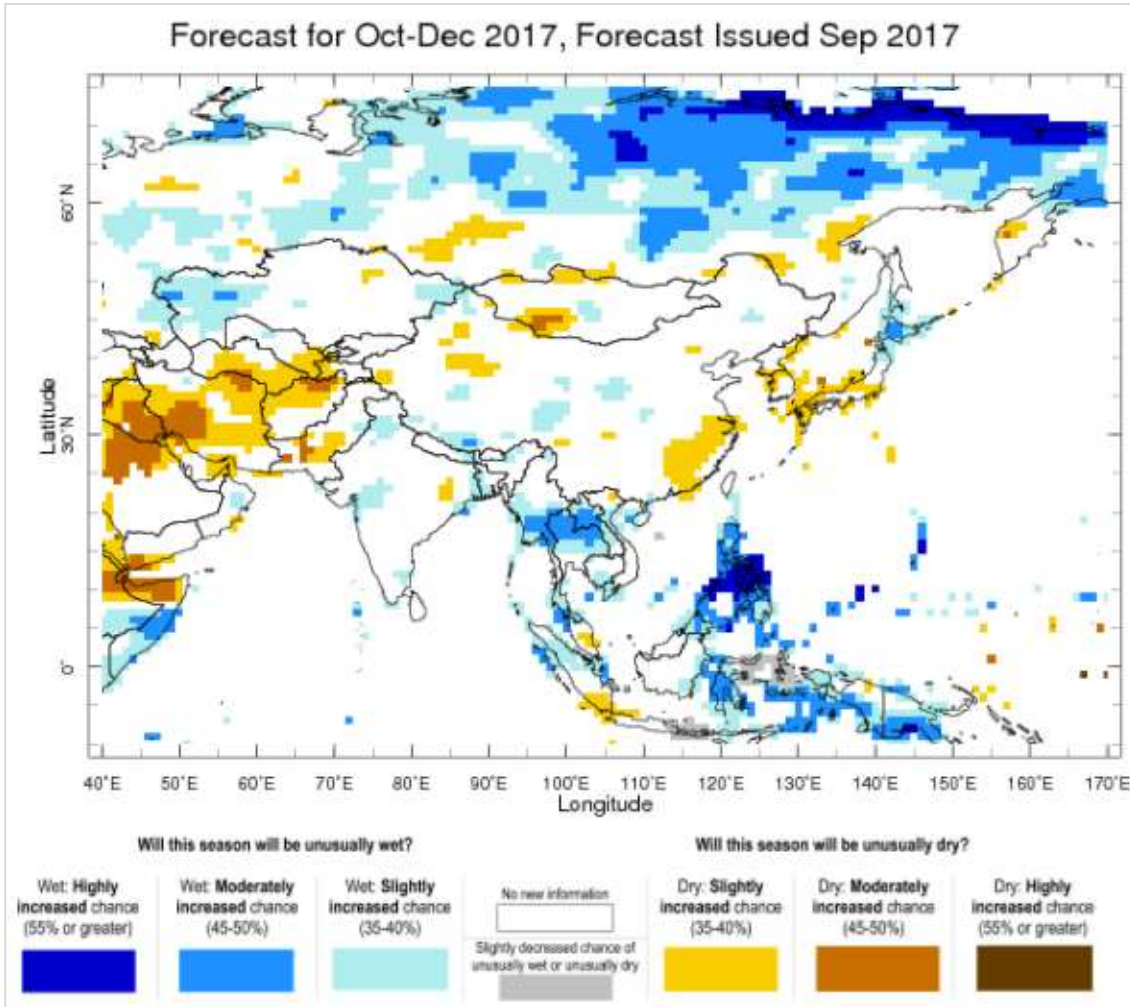 Forecast for Oct-Dec 2017, Forecast Issued Sep 2017
Latitude
60°N
30°N
0°
40°E 50°E 60°E 70°E 80°E 90°E 100°E 110°E 120°E 130°E 140°E 150°E 160°E 170°E
Longitude
Will this season will be unusually wet?
Wet: Highly
increased chance
(55% or greater)
Wet: Moderately
increased chance
(45-50%)
Wet: Slightly
increased chance
(35-40%)
No new information
Slightly decreased chance of
unusually wet or unusually dry
Will this season will be unusually dry?
Dry: Slightly
increased chance
(35-40%)
Dry: Moderately
increased chance
(45-50%)
Dry: Highly
increased chance
(55% or greater)